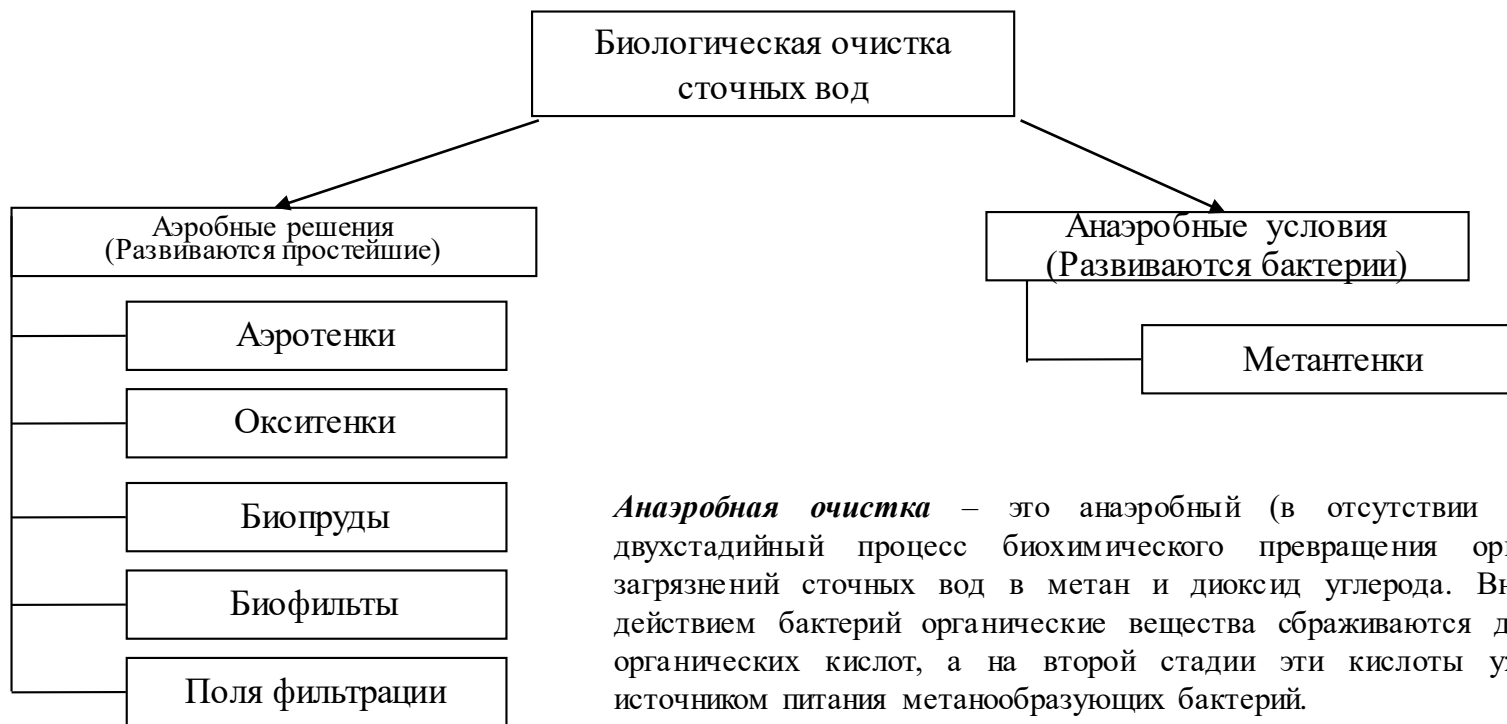 Биологическая очистка
сточных вод
Аэробные решения
(Развиваются простейшие)
Анаэробные условия
(Развиваются бактерии)
Аэротенки
Метантенки
Окситенки
Биопруды
Биофильты
Поля фильтрации
Анаэробная очистка – это анаэробный (в отсутствии
двухстадийный процесс биохимического превращения
загрязнений сточных вод в метан и диоксид углерода.
действием бактерий органические вещества сбраживаются
органических кислот, а на второй стадии эти кислоты
источником питания метанообразующих бактерий.